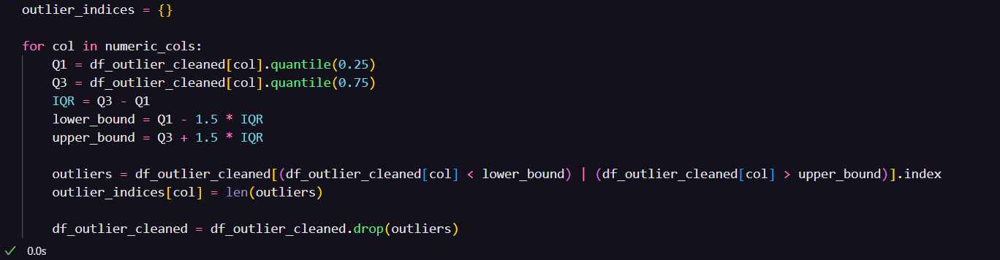 outlier_indices = {}
for col in numeric_cols:
    Q1 = df_outlier_cleaned[col].quantile(0.25)
    Q3 = df_outlier_cleaned[col].quantile(0.75)
    IQR = Q3 - Q1
    lower_bound = Q1 - 1.5 * IQR
    upper_bound = Q3 + 1.5 * IQR
    outliers = df_outlier_cleaned[(df_outlier_cleaned[col] < lower_bound) | (df_outlier_cleaned[col] > upper_bound)].index
    outlier_indices[col] = len(outliers)
    df_outlier_cleaned = df_outlier_cleaned.drop(outliers)
0.0s